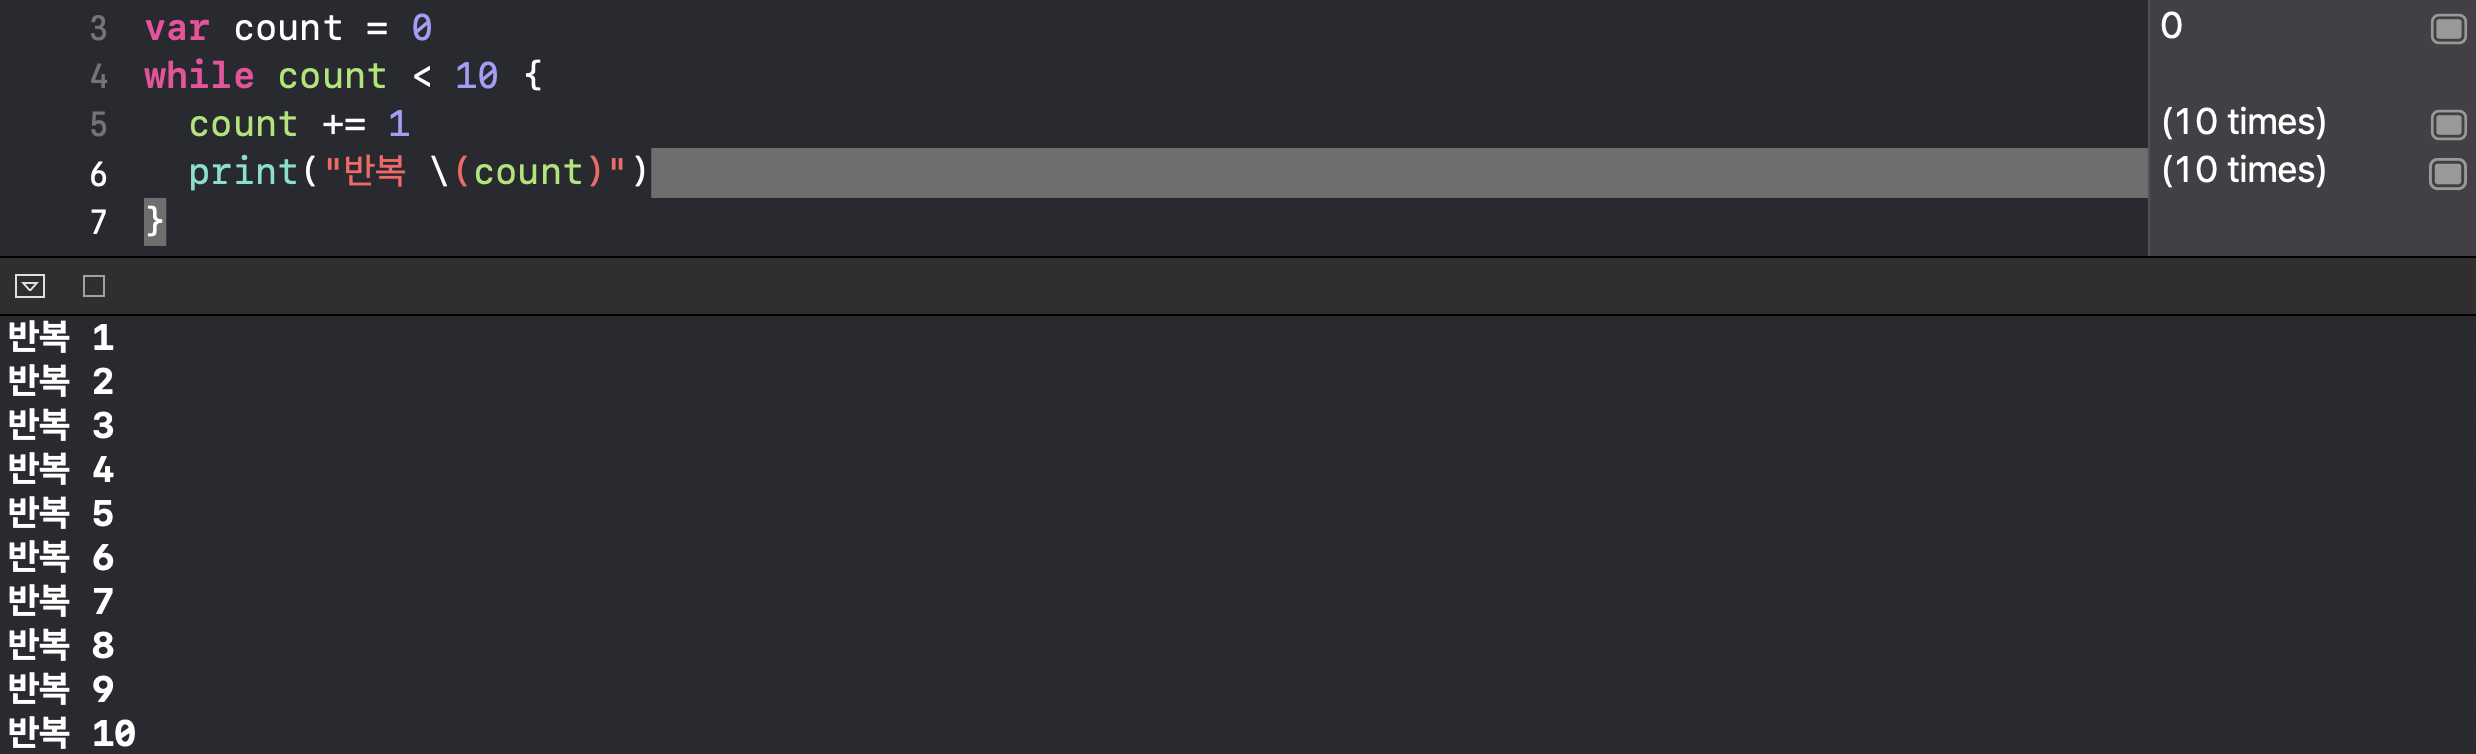 3 var count = 0 0
4 while count < 10 {
5 count += 1 (10 times)
6 print("반복 \(count)") (10 times)
7 }
반복 1
반복 2
반복 3
반복 4
반복 5
반복 6
반복 7
반복 8
반복 9
반복 10